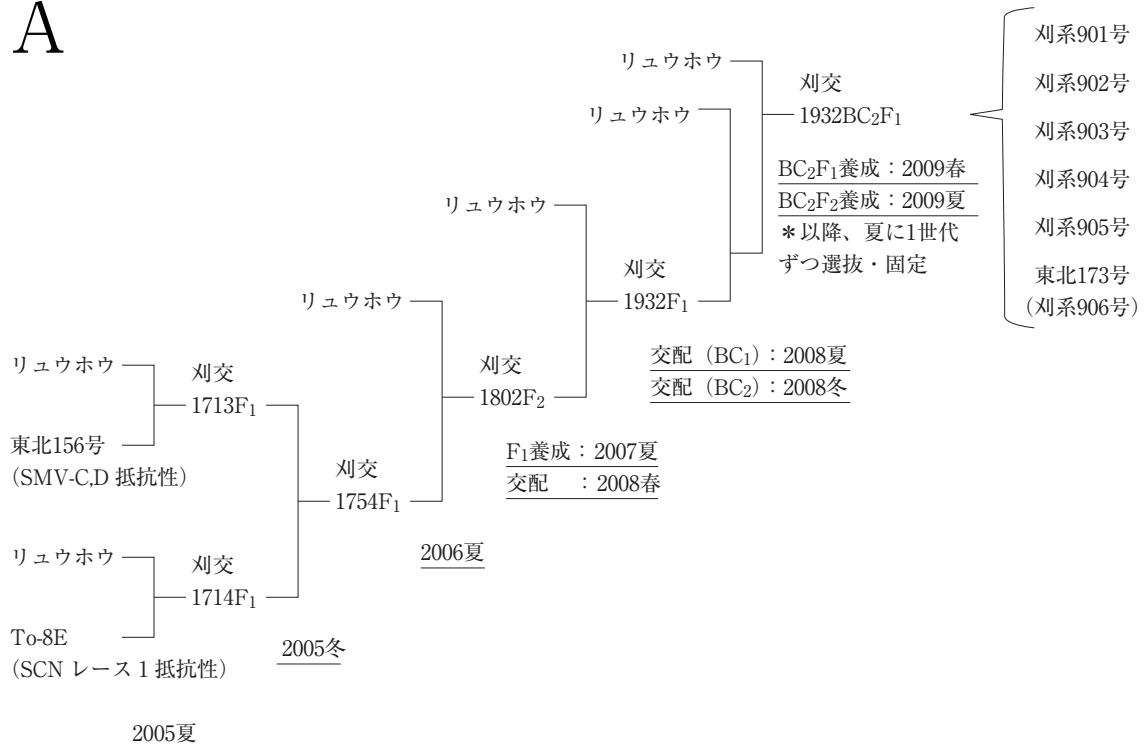 A
リュウホウ
東北156号
(SMV-C,D 抵抗性)
刈交
1713F₁
リュウホウ
To-8E
(SCN レース 1 抵抗性)
刈交
1714F₁
2005夏
2005冬
刈交
1754F₁
2006夏
リュウホウ
刈交
1802F₂
F₁養成:2007夏
交配 :2008春
リュウホウ
刈交
1932F₁
交配(BC₁):2008夏
交配(BC₂):2008冬
リュウホウ
リュウホウ
刈交
1932BC₂F₁
BC₂F₁養成:2009春
BC₂F₂養成:2009夏
*以降、夏に1世代
ずつ選抜・固定
刈系901号
刈系902号
刈系903号
刈系904号
刈系905号
東北173号
(刈系906号)